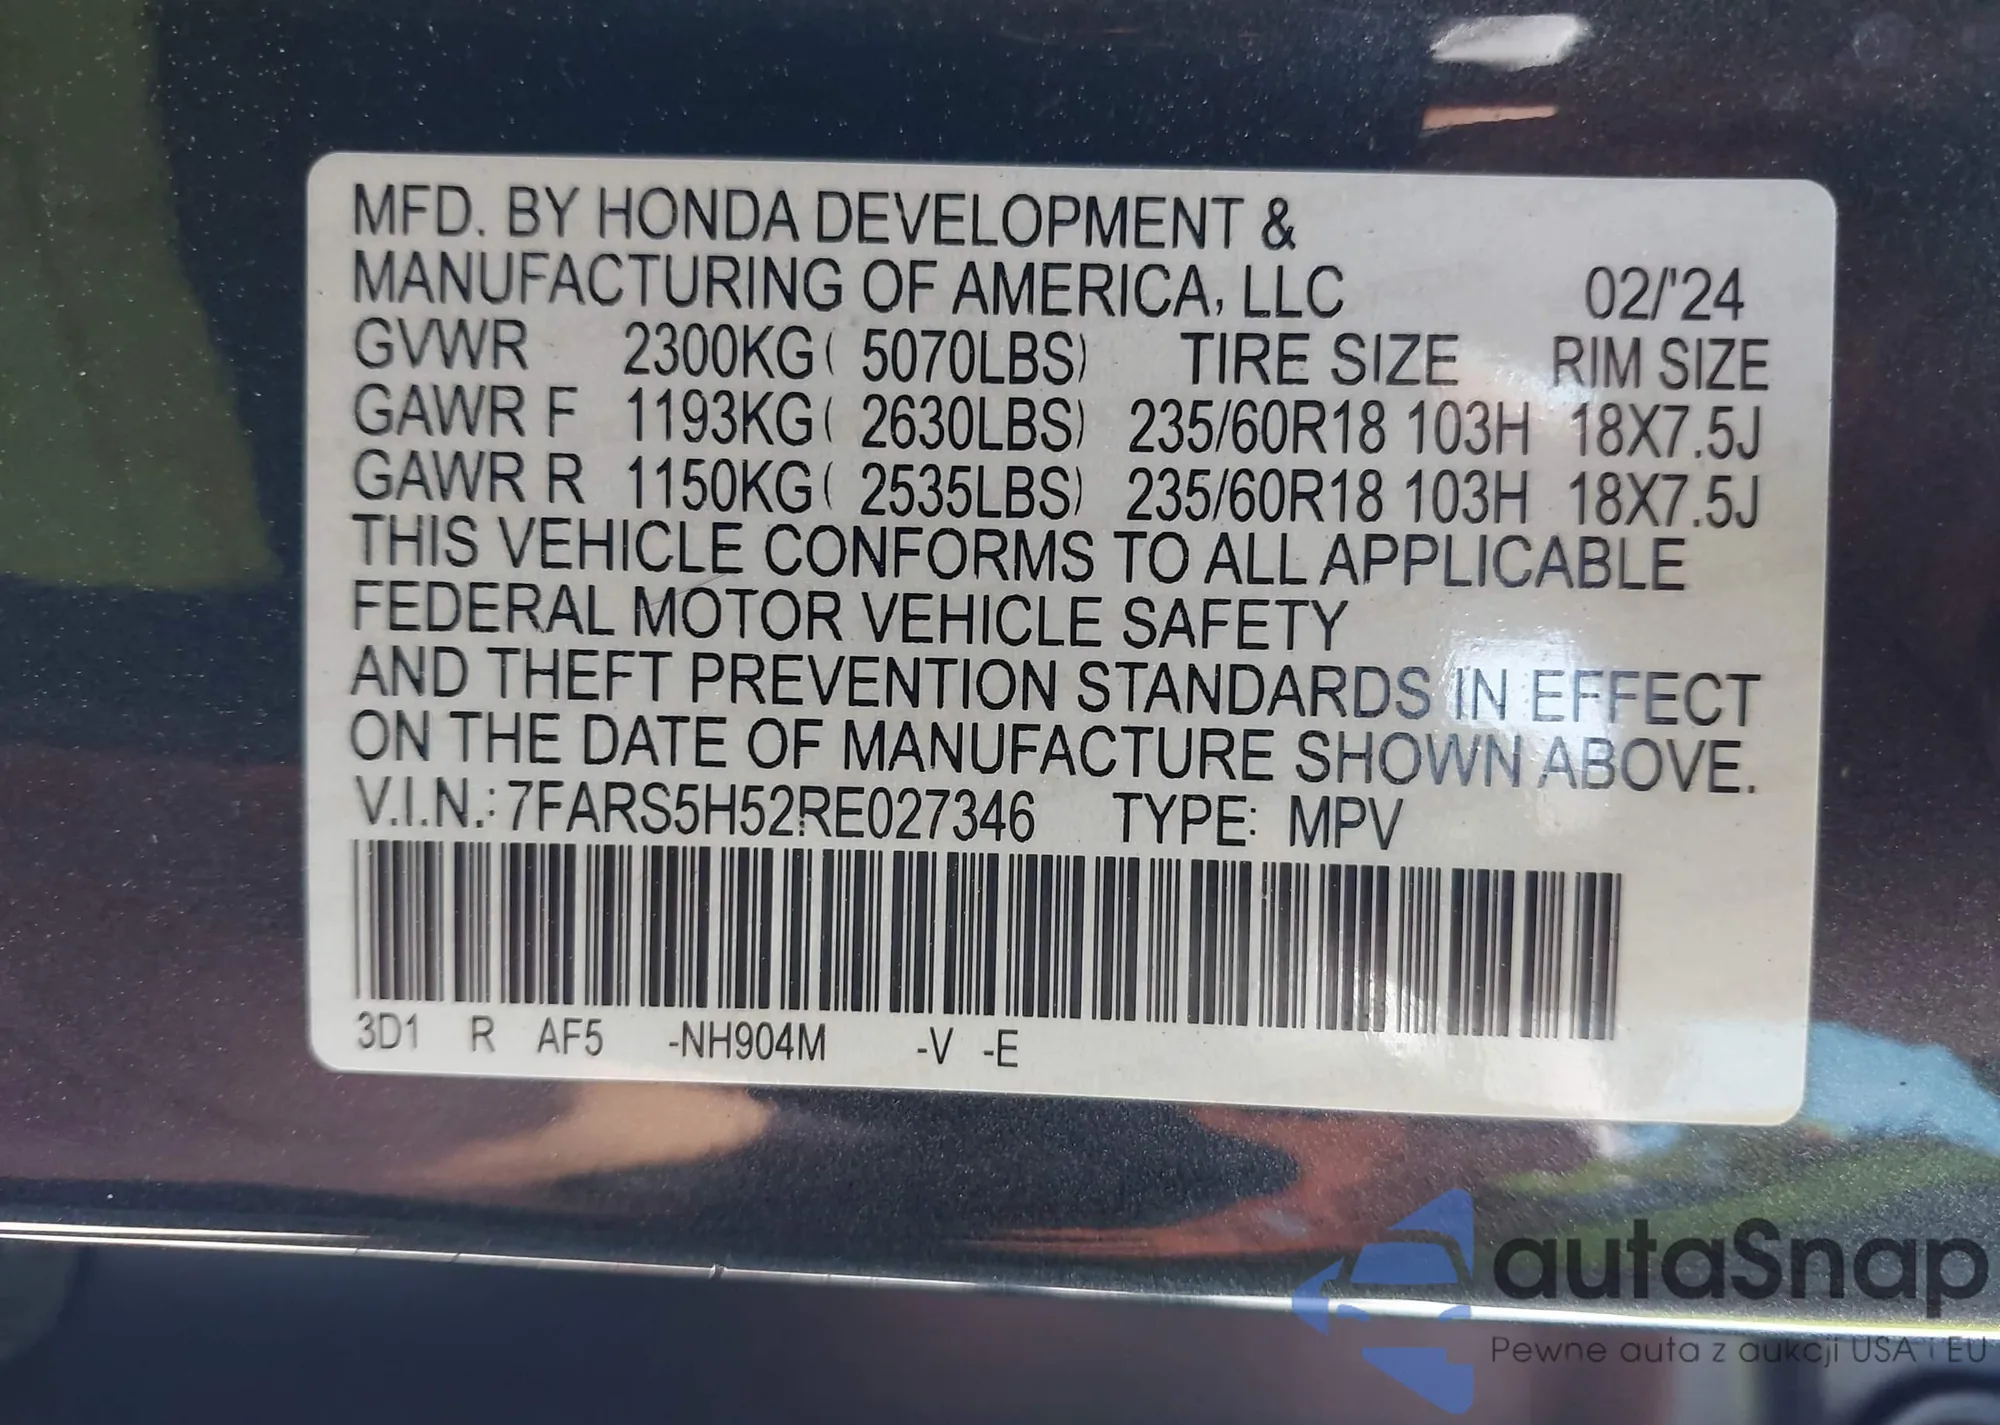 MFD. BY HONDA DEVELOPMENT &
MANUFACTURING OF AMERICA, LLC 02/'24
GVWR 2300KG( 5070LBS) TIRE SIZE RIM SIZE
GAWR F 1193KG( 2630LBS) 235/60R18 103H 18X7.5J
GAWR R 1150KG( 2535LBS) 235/60R18 103H 18X7.5J
THIS VEHICLE CONFORMS TO ALL APPLICABLE
FEDERAL MOTOR VEHICLE SAFETY
AND THEFT PREVENTION STANDARDS IN EFFECT
ON THE DATE OF MANUFACTURE SHOWN ABOVE.
V.I.N.: 7FARS5H52RE027346 TYPE: MPV
3D1 R AF5 -NH904M -V -E
autaSnap
Pewne auta z aukcji USA i EU